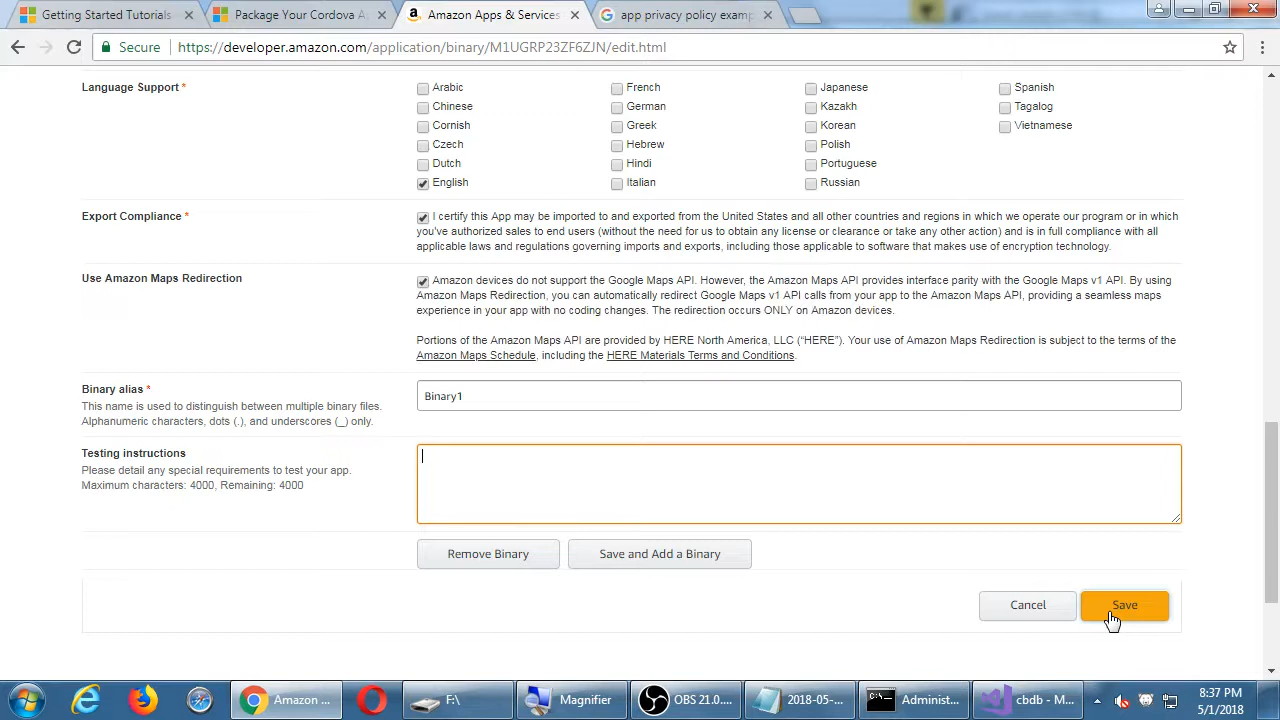 Getting Started Tutorials
Package Your Cordova A
Amazon Apps & Services
app privacy policy examp
Secure
https://developer.amazon.com/application/binary/M1UGRP23ZF6ZJN/edit.html
Language Support *
Arabic
French
Japanese
Spanish
Chinese
German
Kazakh
Tagalog
Cornish
Greek
Korean
Vietnamese
Czech
Hebrew
Polish
Dutch
Hindi
Portuguese
English
Italian
Russian
Export Compliance *
I certify this App may be imported to and exported from the United States and all other countries and regions in which we operate our program or in which
you've authorized sales to end users (without the need for us to obtain any license or clearance or take any other action) and is in full compliance with all
applicable laws and regulations governing imports and exports, including those applicable to software that makes use of encryption technology.
Use Amazon Maps Redirection
Amazon devices do not support the Google Maps API. However, the Amazon Maps API provides interface parity with the Google Maps v1 API. By using
Amazon Maps Redirection, you can automatically redirect Google Maps v1 API calls from your app to the Amazon Maps API, providing a seamless maps
experience in your app with no coding changes. The redirection occurs ONLY on Amazon devices.
Portions of the Amazon Maps API are provided by HERE North America, LLC (“HERE”). Your use of Amazon Maps Redirection is subject to the terms of the
Amazon Maps Schedule, including the HERE Materials Terms and Conditions.
Binary alias *
This name is used to distinguish between multiple binary files.
Alphanumeric characters, dots (.), and underscores (_) only.
Binary1
Testing instructions
Please detail any special requirements to test your app.
Maximum characters: 4000, Remaining: 4000
Remove Binary
Save and Add a Binary
Cancel
Save
Amazon ...
F:\
Magnifier
OBS 21.0....
2018-05-...
Administ...
cbdb - M...
8:37 PM
5/1/2018